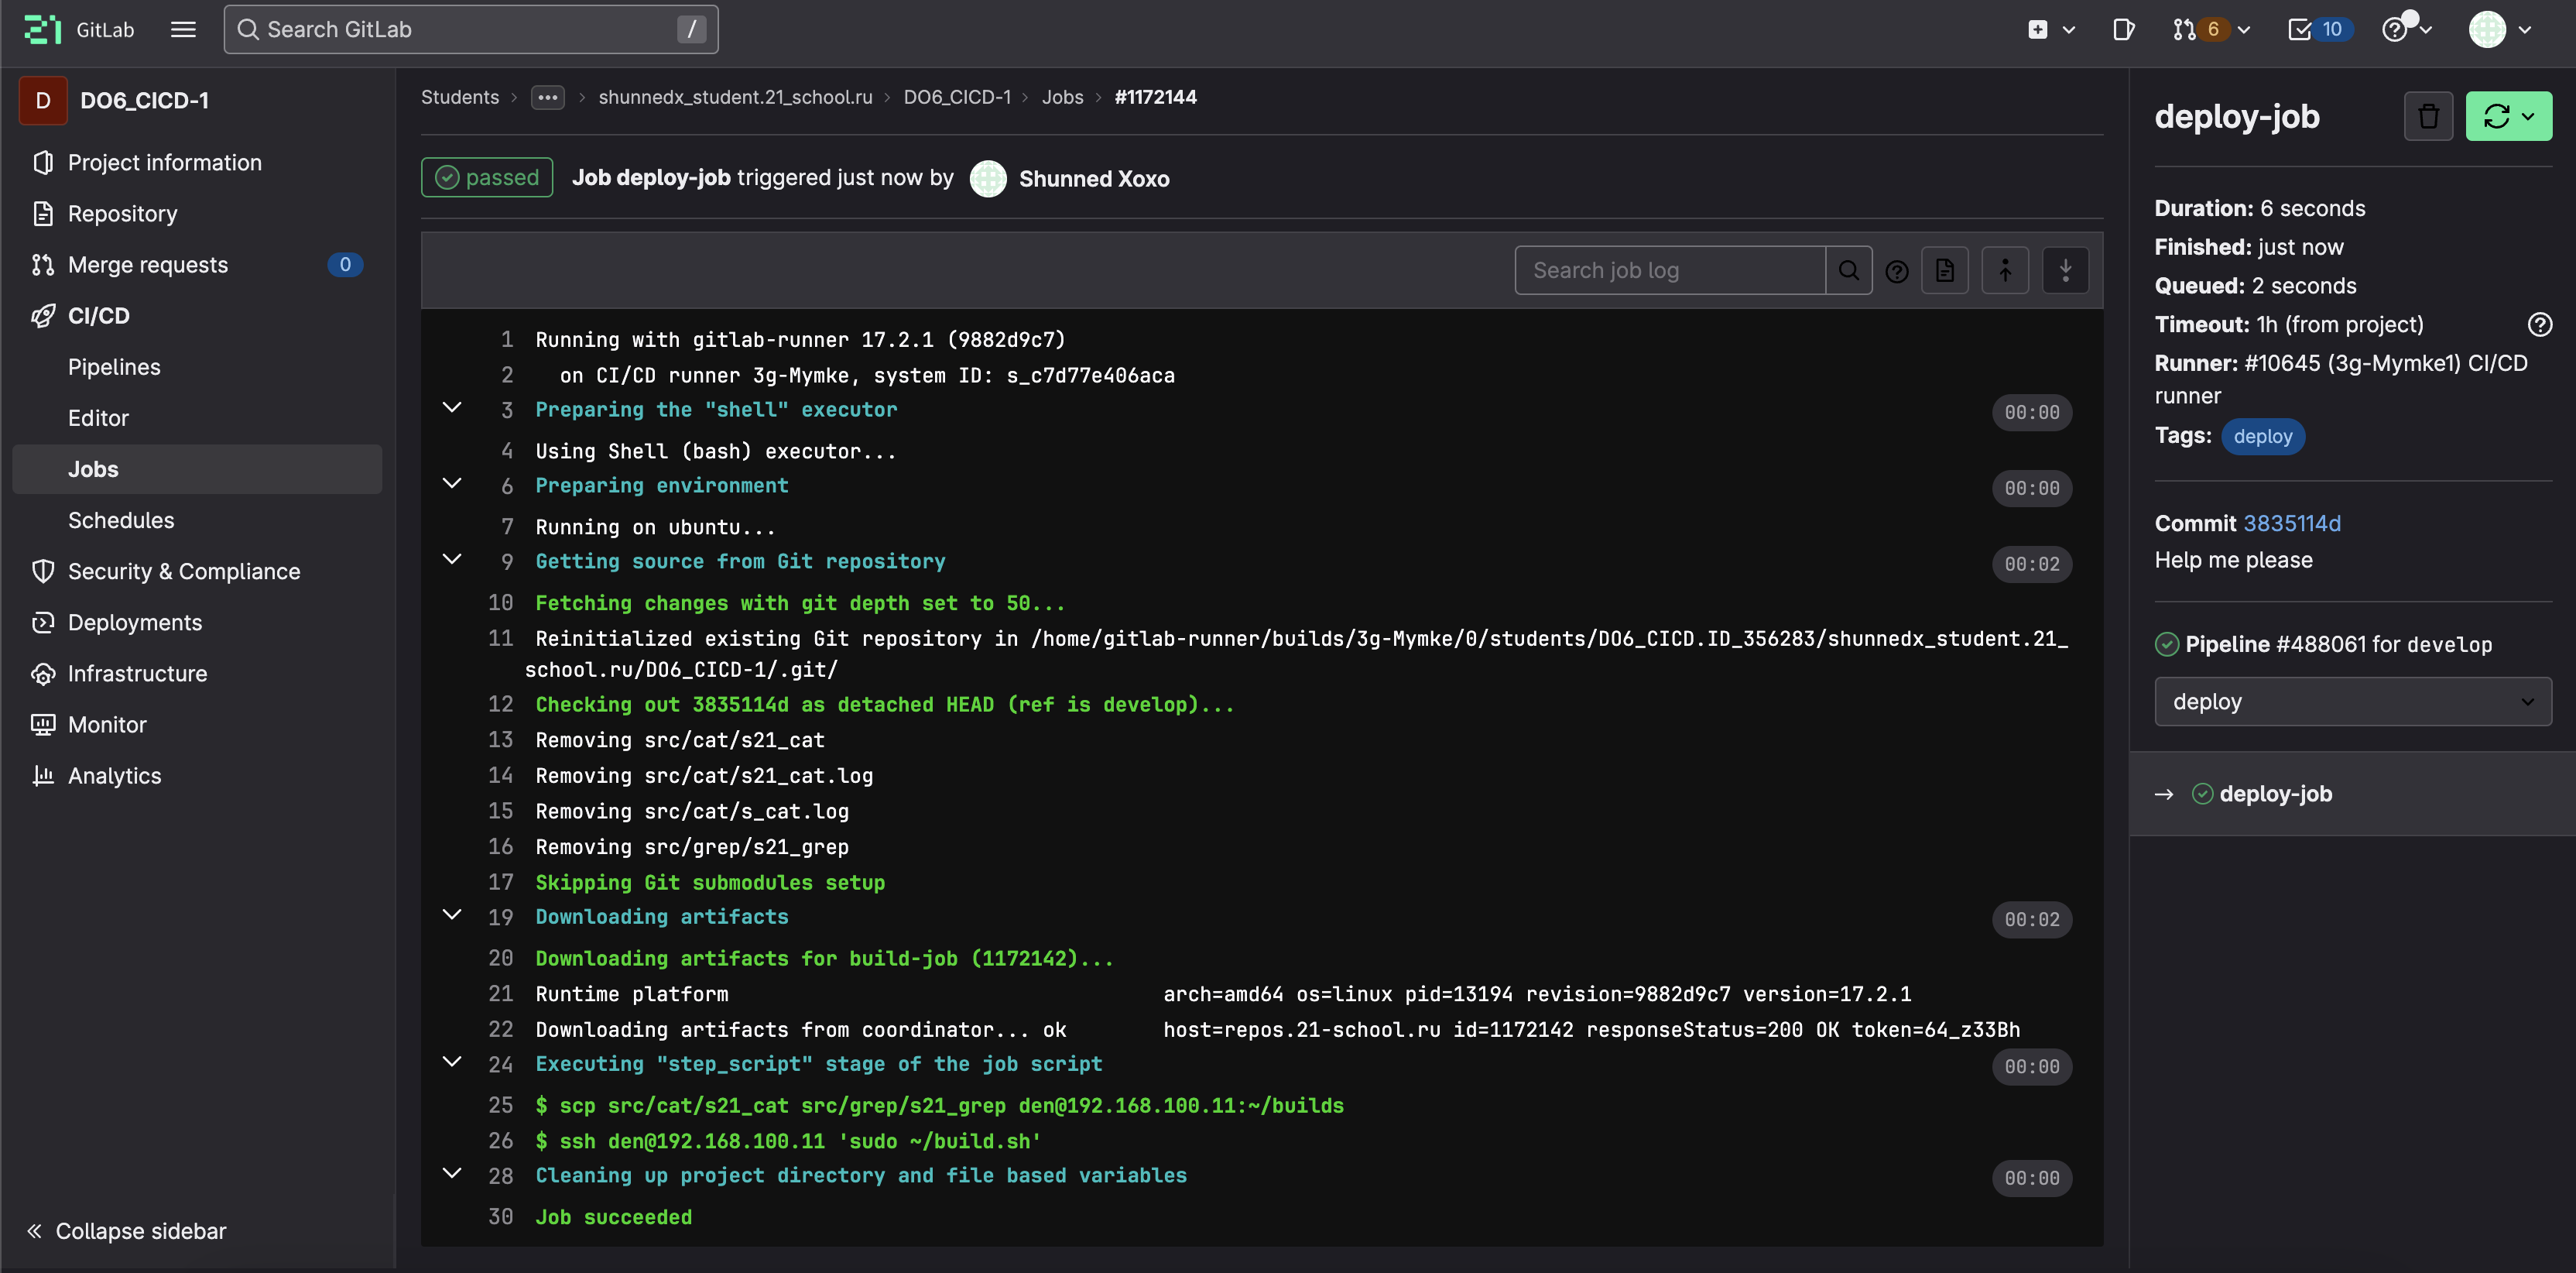 GitLab
Search GitLab
/
6
10
D
DO6_CICD-1
Project information
Repository
Merge requests
0
CI/CD
Pipelines
Editor
Jobs
Schedules
Security & Compliance
Deployments
Infrastructure
Monitor
Analytics
Collapse sidebar
Students > ... > shunnedx_student.21_school.ru > DO6_CICD-1 > Jobs > #1172144
passed
Job deploy-job triggered just now by Shunned Xoxo
Search job log
1 Running with gitlab-runner 17.2.1 (9882d9c7)
2 on CI/CD runner 3g-Mymke, system ID: s_c7d77e406aca
3 Preparing the "shell" executor 00:00
4 Using Shell (bash) executor...
6 Preparing environment 00:00
7 Running on ubuntu...
9 Getting source from Git repository 00:02
10 Fetching changes with git depth set to 50...
11 Reinitialized existing Git repository in /home/gitlab-runner/builds/3g-Mymke/0/students/DO6_CICD.ID_356283/shunnedx_student.21_
school.ru/DO6_CICD-1/.git/
12 Checking out 3835114d as detached HEAD (ref is develop)...
13 Removing src/cat/s21_cat
14 Removing src/cat/s21_cat.log
15 Removing src/cat/s_cat.log
16 Removing src/grep/s21_grep
17 Skipping Git submodules setup
19 Downloading artifacts 00:02
20 Downloading artifacts for build-job (1172142)...
21 Runtime platform arch=amd64 os=linux pid=13194 revision=9882d9c7 version=17.2.1
22 Downloading artifacts from coordinator... ok host=repos.21-school.ru id=1172142 responseStatus=200 OK token=64_z33Bh
24 Executing "step_script" stage of the job script 00:00
25 $ scp src/cat/s21_cat src/grep/s21_grep den@192.168.100.11:~/builds
26 $ ssh den@192.168.100.11 'sudo ~/build.sh'
28 Cleaning up project directory and file based variables 00:00
30 Job succeeded
deploy-job
Duration: 6 seconds
Finished: just now
Queued: 2 seconds
Timeout: 1h (from project)
Runner: #10645 (3g-Mymke1) CI/CD
runner
Tags: deploy
Commit 3835114d
Help me please
Pipeline #488061 for develop
deploy
→ deploy-job